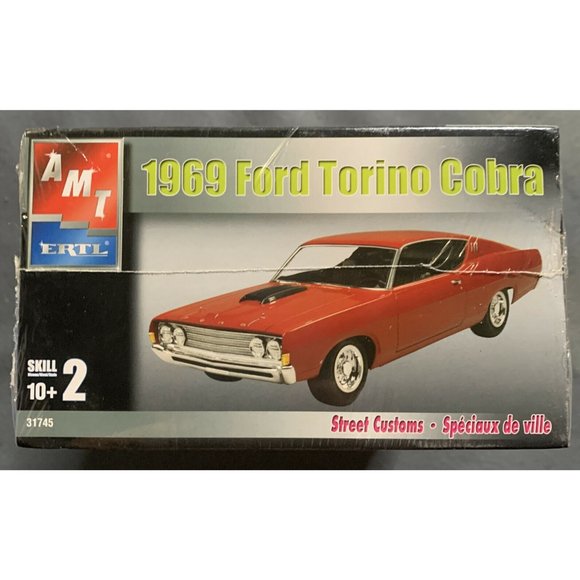 AMT
ERTL
1969 Ford Torino Cobra
SKILL
10+ 2
31745
Street Customs • Spéciaux de ville